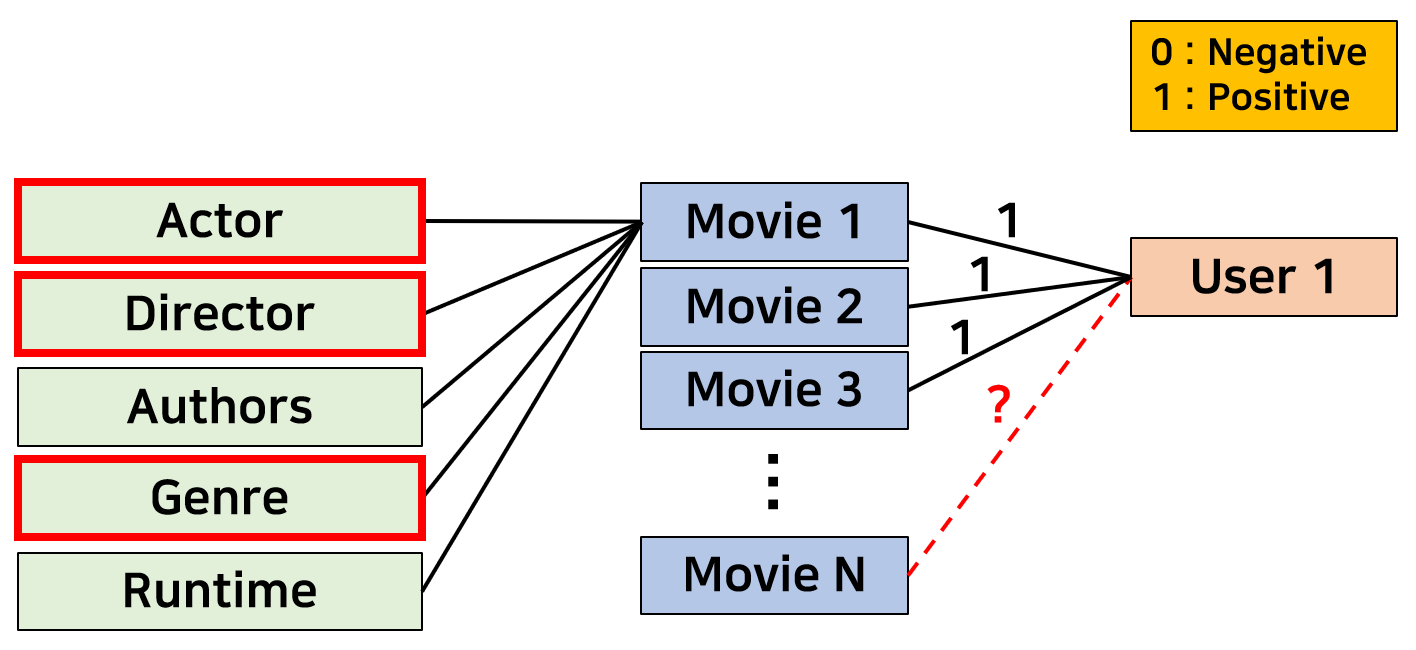 0 : Negative
1 : Positive
Actor
Director
Authors
Genre
Runtime
Movie 1
Movie 2
Movie 3
⋮
Movie N
1
1
1
?
User 1